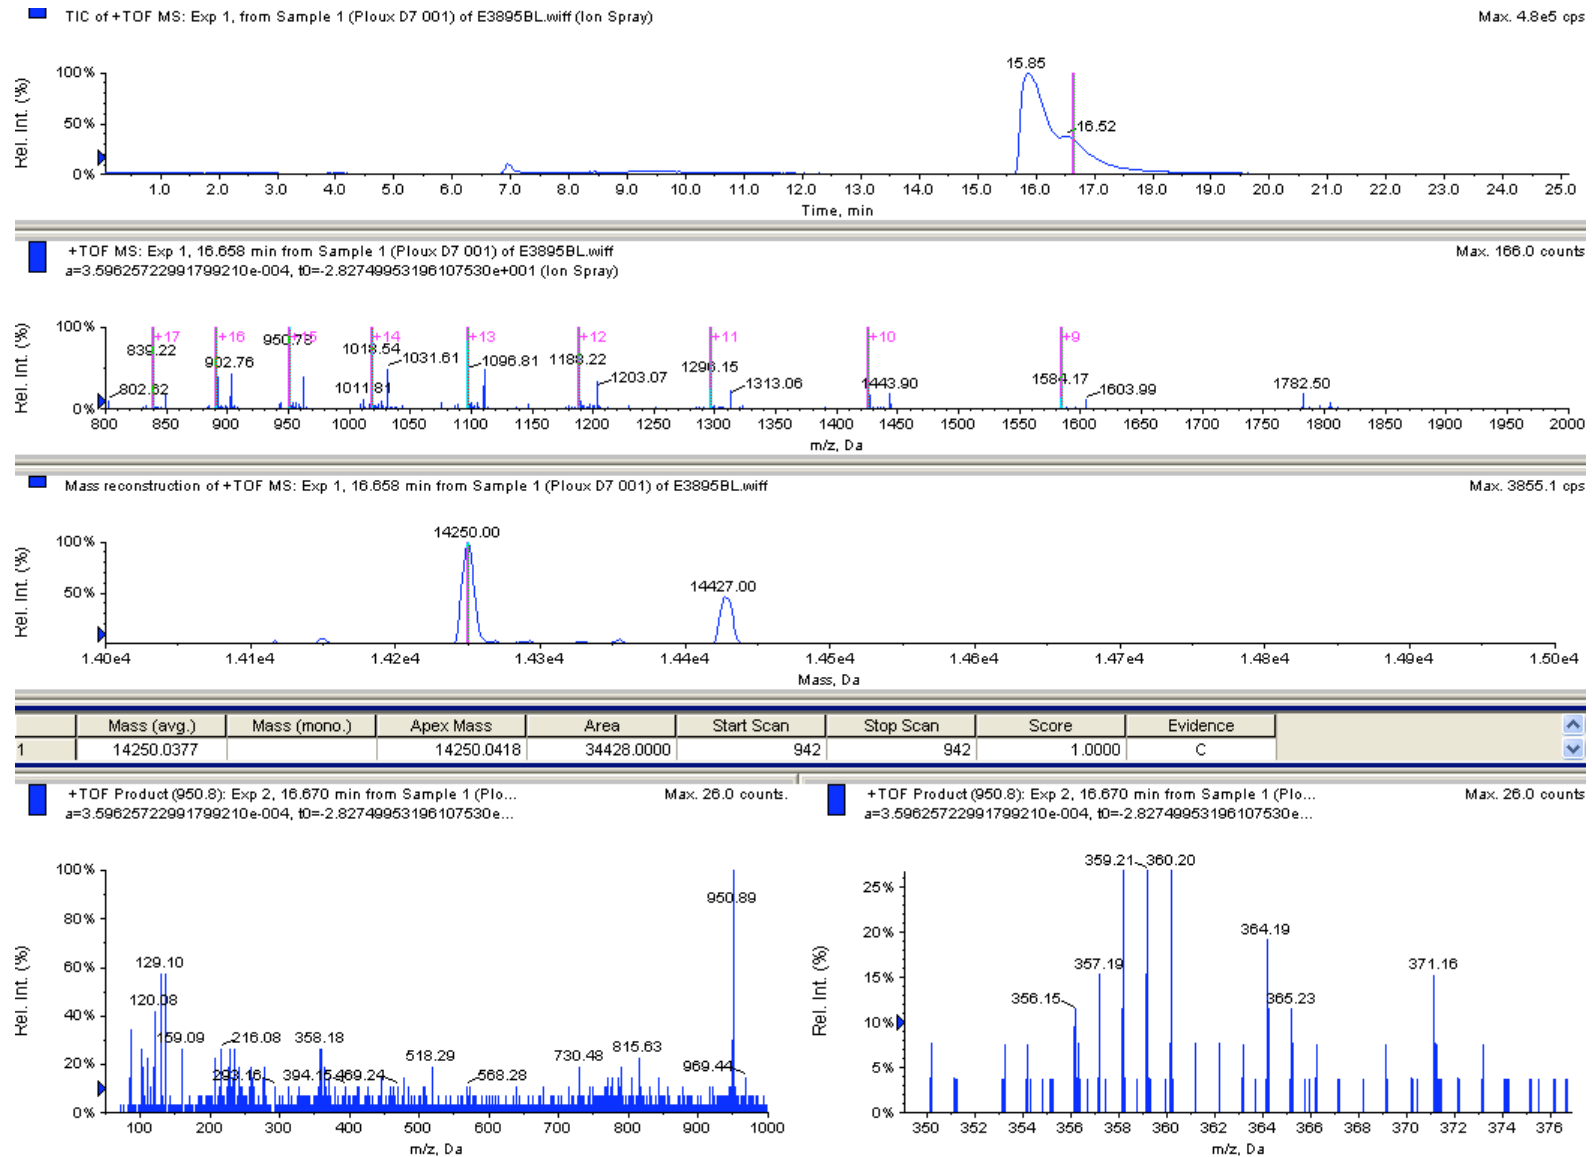 TIC of +TOF MS: Exp 1, from Sample 1 (Ploux D7 001) of E3895BL.wiff (Ion Spray)
Max. 4.8e5 cps
Rel. Int. (%)
100%
50%
0%
15.85
16.52
1.0 2.0 3.0 4.0 5.0 6.0 7.0 8.0 9.0 10.0 11.0 12.0 13.0 14.0 15.0 16.0 17.0 18.0 19.0 20.0 21.0 22.0 23.0 24.0 25.0
Time, min
+TOF MS: Exp 1, 16.658 min from Sample 1 (Ploux D7 001) of E3895BL.wiff
Max. 166.0 counts
a=3.59625722991799210e-004, t0=-2.82749953196107530e+001 (Ion Spray)
Rel. Int. (%)
100%
50%
0%
+17 +16 +15 +14 +13 +12 +11 +10 +9
802.62 839.22 902.76 950.78 1011.81 1018.54 1031.61 1096.81 1188.22 1203.07 1296.15 1313.06 1443.90 1584.17 1603.99 1782.50
800 850 900 950 1000 1050 1100 1150 1200 1250 1300 1350 1400 1450 1500 1550 1600 1650 1700 1750 1800 1850 1900 1950 2000
m/z, Da
Mass reconstruction of +TOF MS: Exp 1, 16.658 min from Sample 1 (Ploux D7 001) of E3895BL.wiff
Max. 3855.1 cps
Rel. Int. (%)
100%
50%
14250.00
14427.00
1.40e4 1.41e4 1.42e4 1.43e4 1.44e4 1.45e4 1.46e4 1.47e4 1.48e4 1.49e4 1.50e4
Mass, Da
Mass (avg.) Mass (mono.) Apex Mass Area Start Scan Stop Scan Score Evidence
1 14250.0377 14250.0418 34428.0000 942 942 1.0000 C
+TOF Product (950.8): Exp 2, 16.670 min from Sample 1 (Plo...
Max. 26.0 counts.
a=3.59625722991799210e-004, t0=-2.82749953196107530e...
Rel. Int. (%)
100%
80%
60%
40%
20%
0%
129.10
120.08
159.09
216.08
293.16
358.18
394.15
469.24
518.29
568.28
730.48
815.63
950.89
969.44
100 200 300 400 500 600 700 800 900 1000
m/z, Da
+TOF Product (950.8): Exp 2, 16.670 min from Sample 1 (Plo...
Max. 26.0 counts
a=3.59625722991799210e-004, t0=-2.82749953196107530e...
Rel. Int. (%)
25%
20%
15%
10%
5%
0%
356.15
357.19
359.21
360.20
364.19
365.23
371.16
350 352 354 356 358 360 362 364 366 368 370 372 374 376
m/z, Da